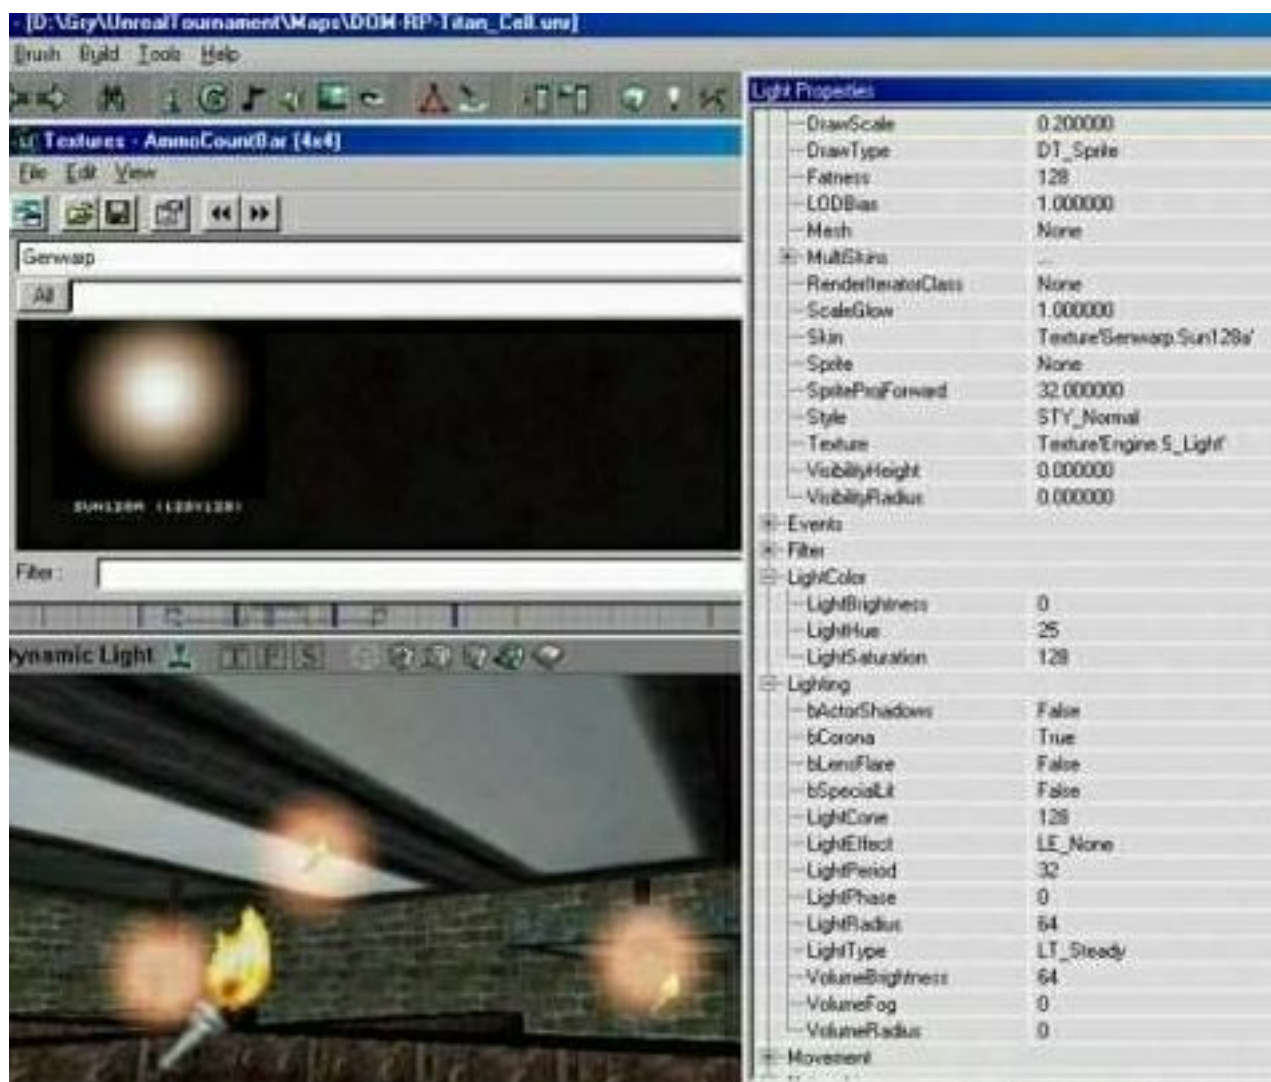 - [D:\Gry\UnrealTournament\Maps\DOM-RP-Titan_Cell.unr]
Brush Build Tools Help
Textures - AmmoCountBar [4x4]
File Edit View
Genwarp
All
SUN128A (128x128)
Filter :
ynamic Light
T F S
Light Properties
DrawScale 0.200000
DrawType DT_Sprite
Fatness 128
LODBias 1.000000
Mesh None
MultiSkins ...
RenderIteratorClass None
ScaleGlow 1.000000
Skin Texture'Genwarp.Sun128a'
Sprite None
SpriteProjForward 32.000000
Style STY_Normal
Texture Texture'Engine.S_Light'
VisibilityHeight 0.000000
VisibilityRadius 0.000000
Events
Filter
LightColor
LightBrightness 0
LightHue 25
LightSaturation 128
Lighting
bActorShadows False
bCorona True
bLensFlare False
bSpecialLit False
LightCone 128
LightEffect LE_None
LightPeriod 32
LightPhase 0
LightRadius 64
LightType LT_Steady
VolumeBrightness 64
VolumeFog 0
VolumeRadius 0
Movement